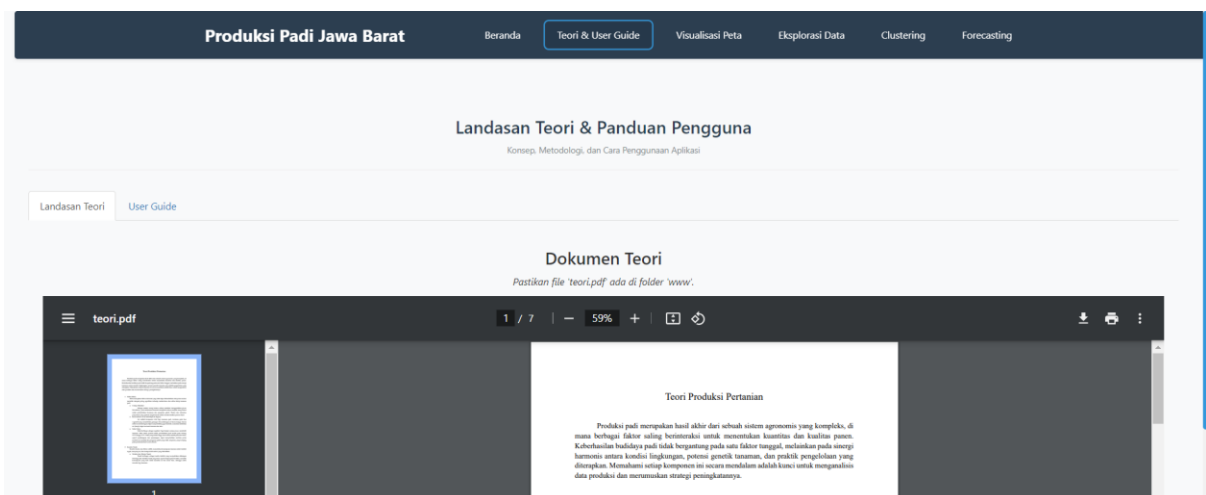 Produksi Padi Jawa Barat
Beranda
Teori & User Guide
Visualisasi Peta
Eksplorasi Data
Clustering
Forecasting
Landasan Teori & Panduan Pengguna
Konsep, Metodologi, dan Cara Penggunaan Aplikasi
Landasan Teori
User Guide
Dokumen Teori
Pastikan file 'teori.pdf' ada di folder 'www'.
teori.pdf
1 / 7
59%
Teori Produksi Pertanian
Produksi padi merupakan hasil akhir dari sebuah sistem agronomis yang kompleks, di
mana berbagai faktor saling berinteraksi untuk menentukan kuantitas dan kualitas panen.
Keberhasilan budidaya padi tidak bergantung pada satu faktor tunggal, melainkan pada sinergi
harmonis antara kondisi lingkungan, potensi genetik tanaman, dan praktik pengelolaan yang
diterapkan. Memahami setiap komponen ini secara mendalam adalah kunci untuk menganalisis
data produksi dan merumuskan strategi peningkatannya.
1